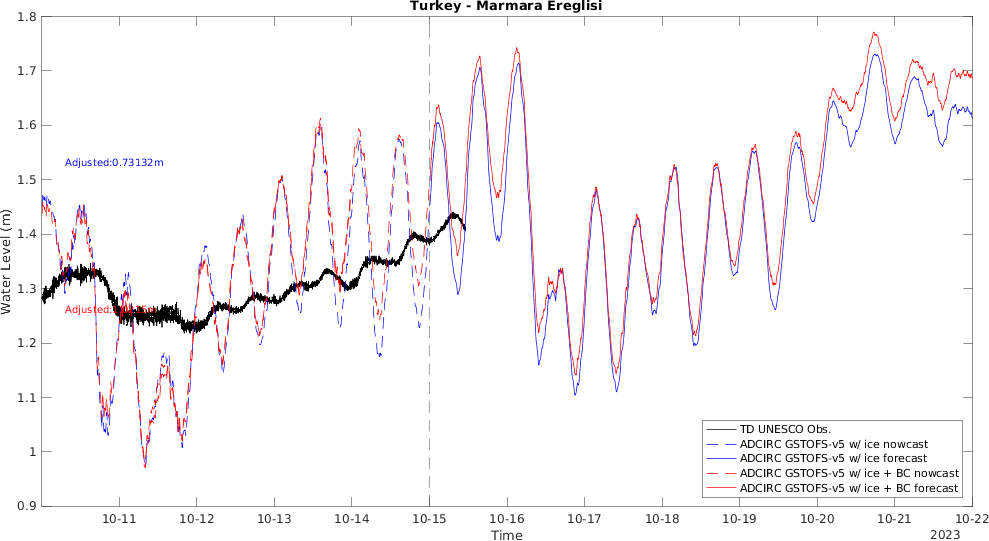 Turkey - Marmara Ereglisi
1.8
1.7
1.6
1.5
1.4
1.3
1.2
1.1
1
0.9
Water Level (m)
Adjusted:0.73132m
Adjusted:
10-11
10-12
10-13
10-14
10-15
10-16
10-17
10-18
10-19
10-20
10-21
10-22
2023
Time
TD UNESCO Obs.
ADCIRC GSTOFS-v5 w/ ice nowcast
ADCIRC GSTOFS-v5 w/ ice forecast
ADCIRC GSTOFS-v5 w/ ice + BC nowcast
ADCIRC GSTOFS-v5 w/ ice + BC forecast